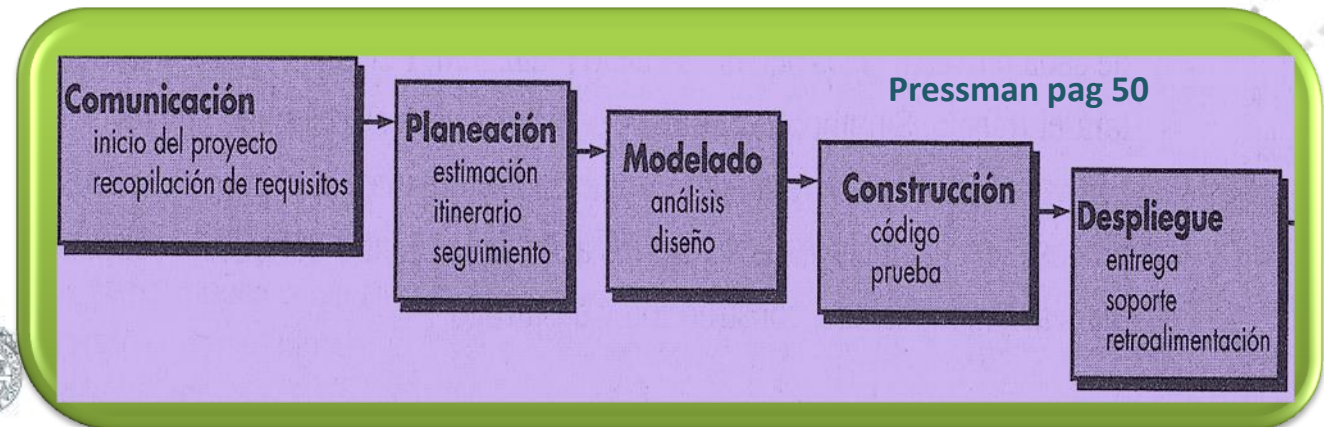 Pressman pag 50
Comunicación
inicio del proyecto
recopilación de requisitos
Planeación
estimación
itinerario
seguimiento
Modelado
análisis
diseño
Construcción
código
prueba
Despliegue
entrega
soporte
retroalimentación